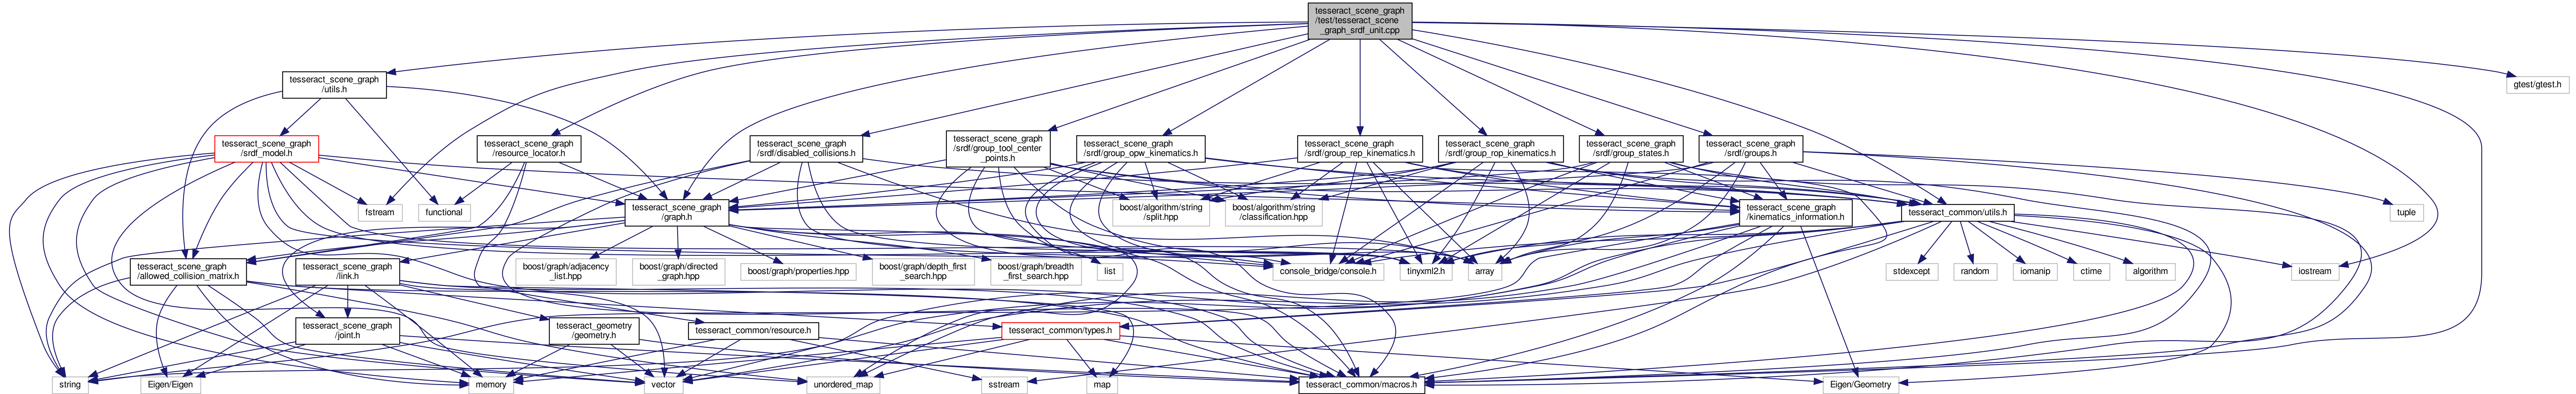 tesseract_scene_graph
/test/tesseract_scene
_graph_srdf_unit.cpp
tesseract_scene_graph
/utils.h
gtest/gtest.h
tesseract_scene_graph
/srdf_model.h
tesseract_scene_graph
/resource_locator.h
tesseract_scene_graph
/srdf/disabled_collisions.h
tesseract_scene_graph
/srdf/group_tool_center
_points.h
tesseract_scene_graph
/srdf/group_opw_kinematics.h
tesseract_scene_graph
/srdf/group_rep_kinematics.h
tesseract_scene_graph
/srdf/group_rop_kinematics.h
tesseract_scene_graph
/srdf/group_states.h
tesseract_scene_graph
/srdf/groups.h
fstream
functional
tesseract_scene_graph
/graph.h
boost/algorithm/string
/split.hpp
boost/algorithm/string
/classification.hpp
tesseract_scene_graph
/kinematics_information.h
tesseract_common/utils.h
tuple
tesseract_scene_graph
/allowed_collision_matrix.h
tesseract_scene_graph
/link.h
boost/graph/adjacency
_list.hpp
boost/graph/directed
_graph.hpp
boost/graph/properties.hpp
boost/graph/depth_first
_search.hpp
boost/graph/breadth
_first_search.hpp
list
console_bridge/console.h
tinyxml2.h
array
stdexcept
random
iomanip
ctime
algorithm
iostream
tesseract_scene_graph
/joint.h
tesseract_geometry
/geometry.h
tesseract_common/resource.h
tesseract_common/types.h
string
Eigen/Eigen
memory
vector
unordered_map
sstream
map
tesseract_common/macros.h
Eigen/Geometry